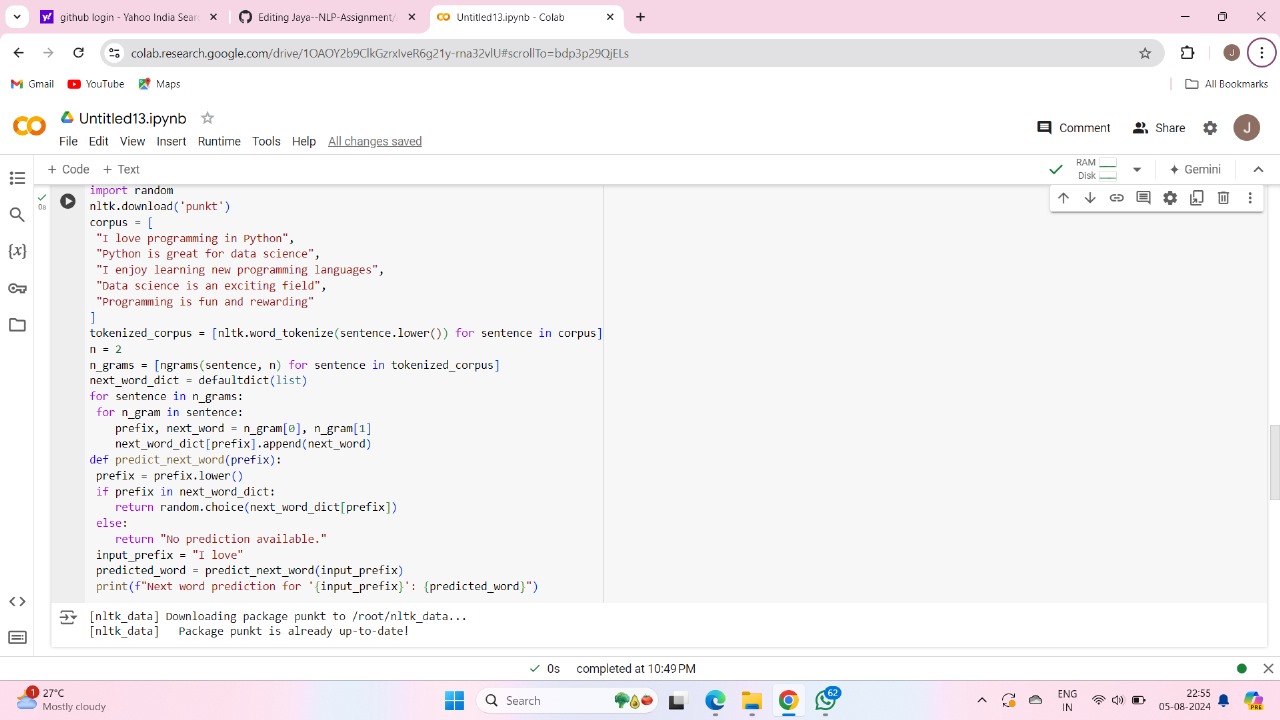 github login - Yahoo India Sear
Editing Jaya--NLP-Assignment/
Untitled13.ipynb - Colab
colab.research.google.com/drive/1OAOY2b9ClkGzrxIveR6g21y-rna32vlU#scrollTo=bdp3p29QjELs
J
Gmail YouTube Maps
All Bookmarks
Untitled13.ipynb
File Edit View Insert Runtime Tools Help All changes saved
Comment Share J
+ Code + Text
RAM
Disk
Gemini
0s
import random
nltk.download('punkt')
corpus = [
"I love programming in Python",
"Python is great for data science",
"I enjoy learning new programming languages",
"Data science is an exciting field",
"Programming is fun and rewarding"
]
tokenized_corpus = [nltk.word_tokenize(sentence.lower()) for sentence in corpus]
n = 2
n_grams = [ngrams(sentence, n) for sentence in tokenized_corpus]
next_word_dict = defaultdict(list)
for sentence in n_grams:
for n_gram in sentence:
prefix, next_word = n_gram[0], n_gram[1]
next_word_dict[prefix].append(next_word)
def predict_next_word(prefix):
prefix = prefix.lower()
if prefix in next_word_dict:
return random.choice(next_word_dict[prefix])
else:
return "No prediction available."
input_prefix = "I love"
predicted_word = predict_next_word(input_prefix)
print(f"Next word prediction for '{input_prefix}': {predicted_word}")
[nltk_data] Downloading package punkt to /root/nltk_data...
[nltk_data]   Package punkt is already up-to-date!
0s completed at 10:49 PM
1
27°C
Mostly cloudy
Search
62
ENG
IN
22:55
05-08-2024
PRE